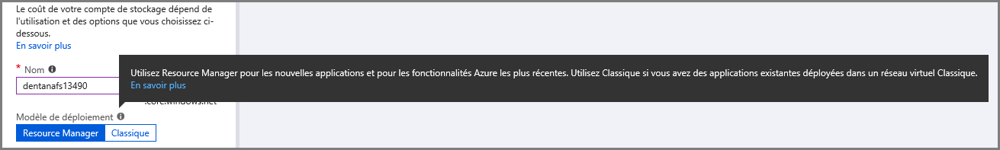 Le coût de votre compte de stockage dépend de
l'utilisation et des options que vous choisissez ci-
dessous.
En savoir plus
* Nom
Utilisez Resource Manager pour les nouvelles applications et pour les fonctionnalités Azure les plus récentes. Utilisez Classique si vous avez des applications existantes déployées dans un réseau virtuel Classique.
En savoir plus
dentanafs13490
.core.windows.net
Modèle de déploiement
Resource Manager Classique